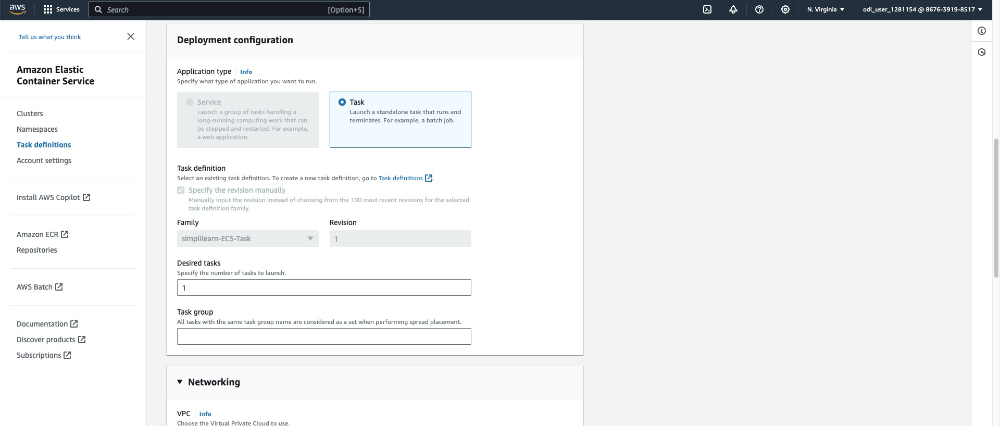 aws
Services
Search
[Option+S]
N. Virginia
odl_user_1281154 @ 8676-3919-8517
Tell us what you think
Amazon Elastic
Container Service
Clusters
Namespaces
Task definitions
Account settings
Install AWS Copilot
Amazon ECR
Repositories
AWS Batch
Documentation
Discover products
Subscriptions
Deployment configuration
Application type
Info
Specify what type of application you want to run.
Service
Launch a group of tasks handling a
long-running computing work that can
be stopped and restarted. For example,
a web application.
Task
Launch a standalone task that runs and
terminates. For example, a batch job.
Task definition
Select an existing task definition. To create a new task definition, go to Task definitions .
Specify the revision manually
Manually input the revision instead of choosing from the 100 most recent revisions for the selected
task definition family.
Family
simplilearn-ECS-Task
Revision
1
Desired tasks
Specify the number of tasks to launch.
1
Task group
All tasks with the same task group name are considered as a set when performing spread placement.
Networking
VPC
Info
Choose the Virtual Private Cloud to use.